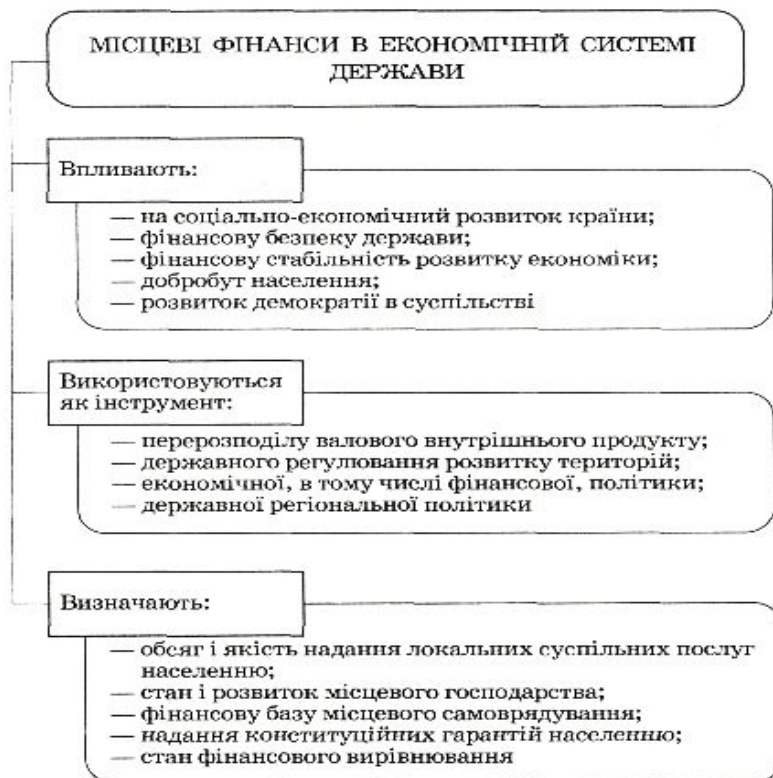 МІСЦЕВІ ФІНАНСИ В ЕКОНОМІЧНІЙ СИСТЕМІ
ДЕРЖАВИ
Впливають:
— на соціально-економічний розвиток країни;
— фінансову безпеку держави;
— фінансову стабільність розвитку економіки;
— добробут населення;
— розвиток демократії в суспільстві
Використовуються
як інструмент:
— перерозподілу валового внутрішнього продукту;
— державного регулювання розвитку територій;
— економічної, в тому числі фінансової, політики;
— державної регіональної політики
Визначають:
— обсяг і якість надання локальних суспільних послуг
населенню;
— стан і розвиток місцевого господарства;
— фінансову базу місцевого самоврядування;
— надання конституційних гарантій населенню;
— стан фінансового вирівнювання